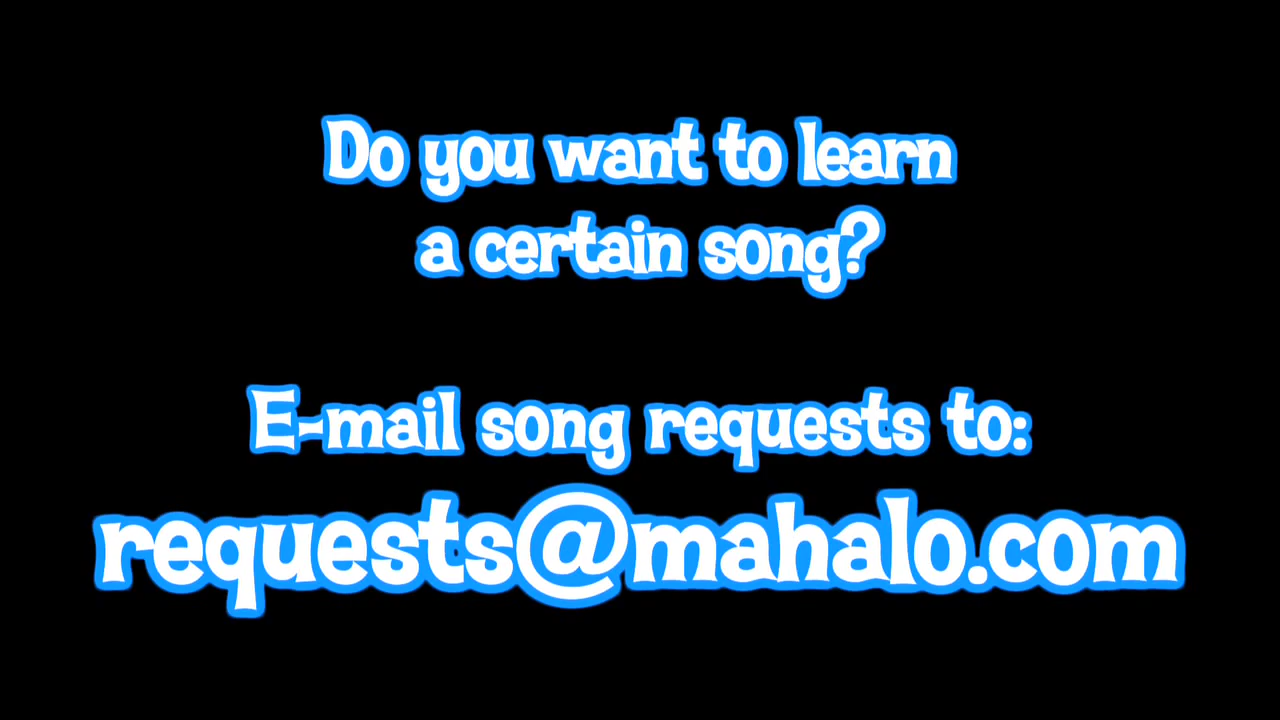 Do you want to learn
a certain song?
E-mail song requests to:
requests@mahalo.com